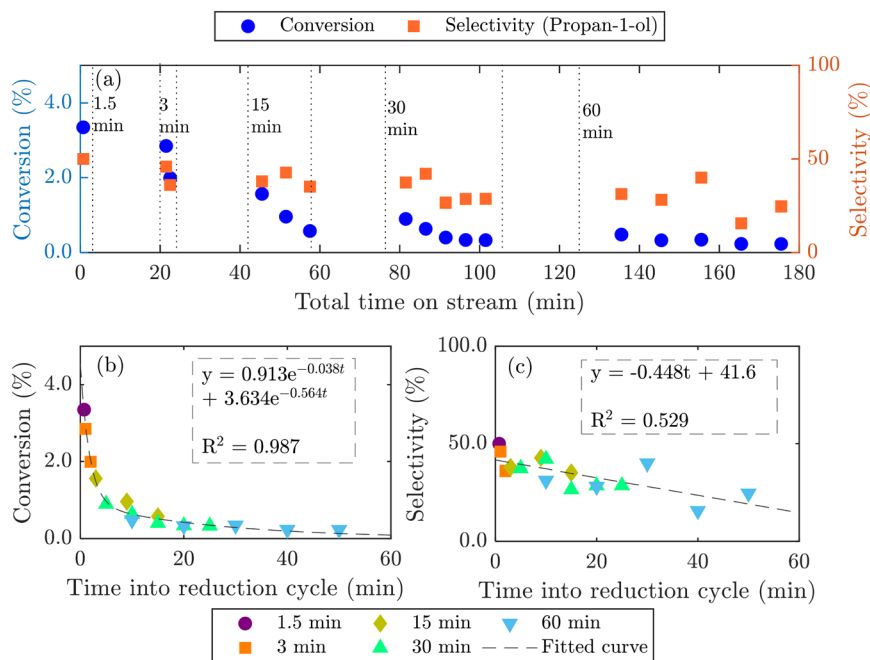 Conversion Selectivity (Propan-1-ol)
(a)
Conversion (%)
0.0
2.0
4.0
1.5
min
3
min
15
min
30
min
60
min
0
50
100
Selectivity (%)
0 20 40 60 80 100 120 140 160 180
Total time on stream (min)
(b)
Conversion (%)
0.0
2.0
4.0
y = 0.913e^{-0.038t}
+ 3.634e^{-0.564t}
R² = 0.987
0 20 40 60
Time into reduction cycle (min)
(c)
Selectivity (%)
0.0
50.0
100.0
y = -0.448t + 41.6
R² = 0.529
0 20 40 60
Time into reduction cycle (min)
1.5 min 15 min 60 min
3 min 30 min Fitted curve